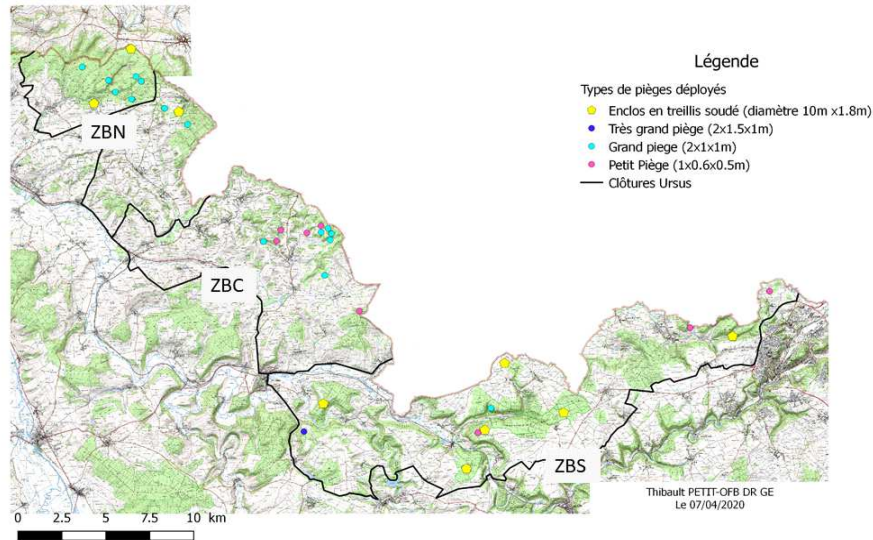 Légende
Types de pièges déployés
Enclos en treillis soudé (diamètre 10m x1.8m)
Très grand piège (2x1.5x1m)
Grand piege (2x1x1m)
Petit Piège (1x0.6x0.5m)
Clôtures Ursus
ZBN
ZBC
ZBS
Thibault PETIT-OFB DR GE
Le 07/04/2020
0 2.5 5 7.5 10 km